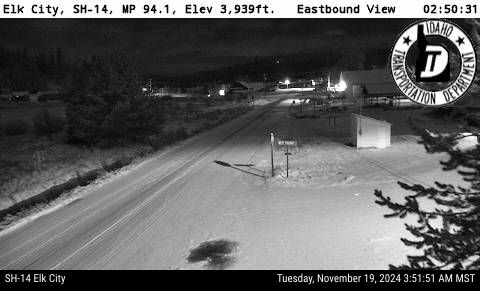 Elk City, SH-14, MP 94.1, Elev 3,939ft. Eastbound View 02:50:31
IDAHO
TRANSPORTATION DEPARTMENT
SH-14 Elk City Tuesday, November 19, 2024 3:51:51 AM MST